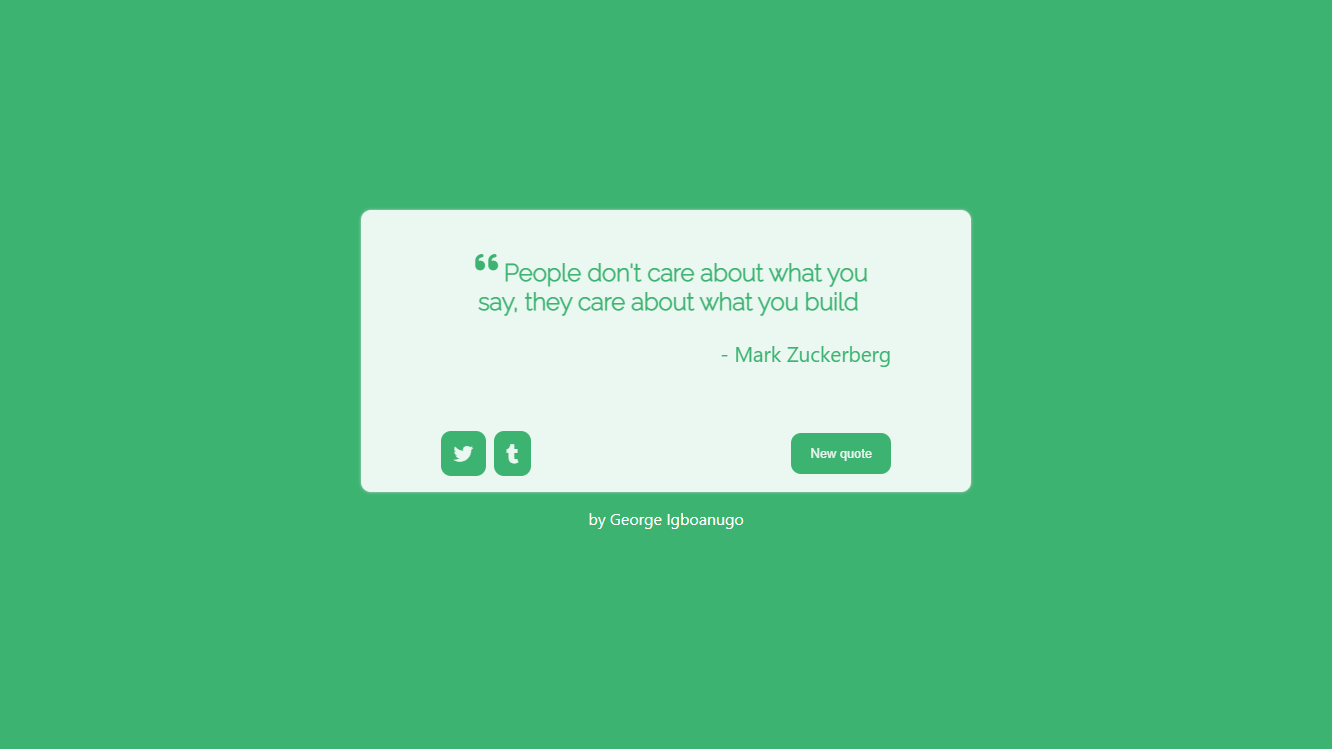 “ People don't care about what you
say, they care about what you build
- Mark Zuckerberg
New quote
by George Igboanugo